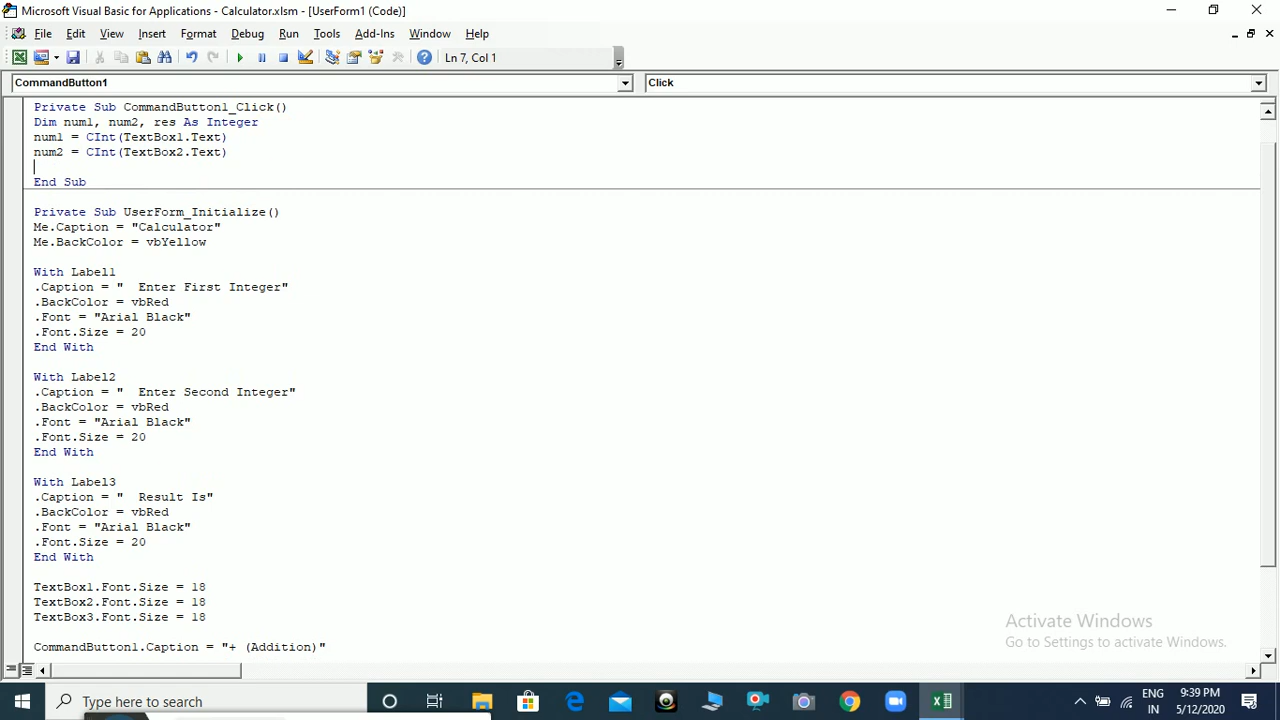 Microsoft Visual Basic for Applications - Calculator.xlsm - [UserForm1 (Code)]
File Edit View Insert Format Debug Run Tools Add-Ins Window Help
Ln 7, Col 1
CommandButton1 Click
Private Sub CommandButton1_Click()
Dim num1, num2, res As Integer
num1 = CInt(TextBox1.Text)
num2 = CInt(TextBox2.Text)
End Sub
Private Sub UserForm_Initialize()
Me.Caption = "Calculator"
Me.BackColor = vbYellow
With Label1
.Caption = "  Enter First Integer"
.BackColor = vbRed
.Font = "Arial Black"
.Font.Size = 20
End With
With Label2
.Caption = "  Enter Second Integer"
.BackColor = vbRed
.Font = "Arial Black"
.Font.Size = 20
End With
With Label3
.Caption = "  Result Is"
.BackColor = vbRed
.Font = "Arial Black"
.Font.Size = 20
End With
TextBox1.Font.Size = 18
TextBox2.Font.Size = 18
TextBox3.Font.Size = 18
CommandButton1.Caption = "+ (Addition)"
Activate Windows
Go to Settings to activate Windows.
Type here to search
ENG
IN
9:39 PM
5/12/2020